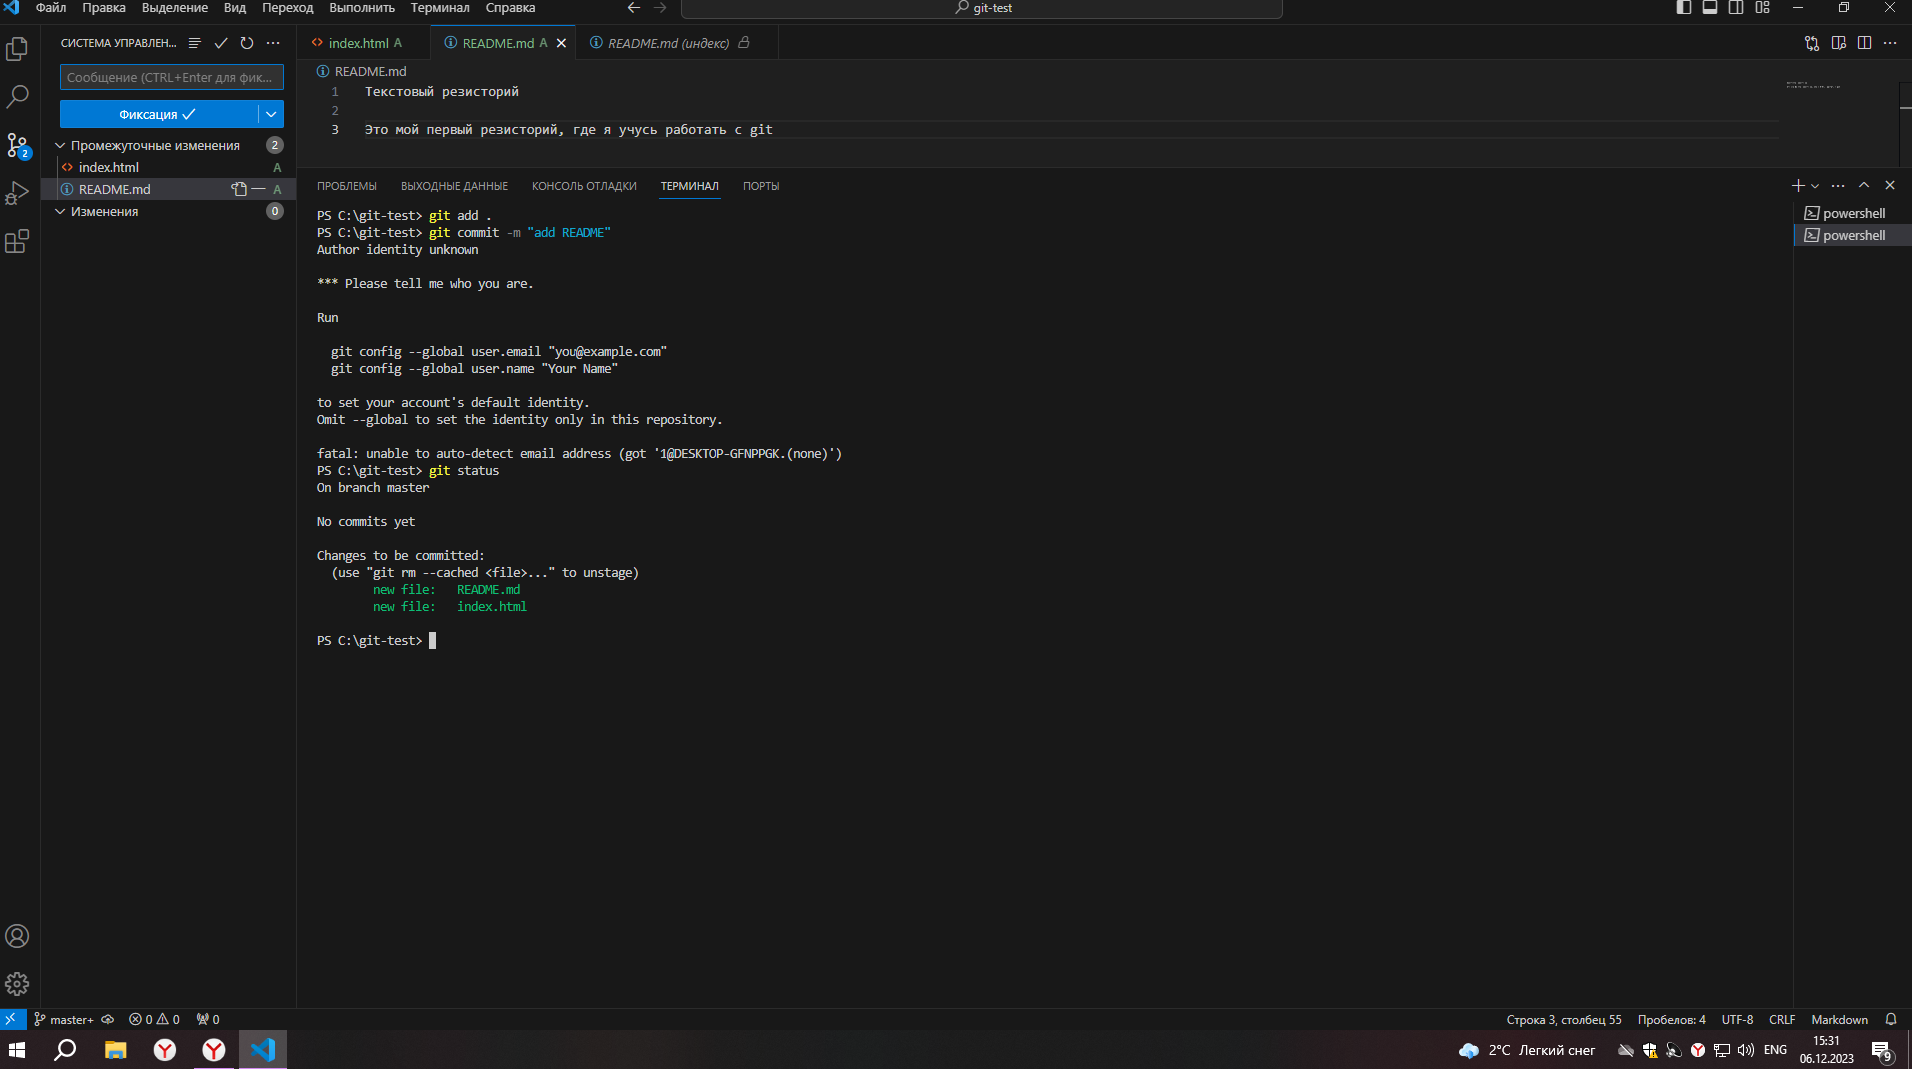 Файл Правка Выделение Вид Переход Выполнить Терминал Справка
git-test
СИСТЕМА УПРАВЛЕН...
Сообщение (CTRL+Enter для фик...
Фиксация
Промежуточные изменения 2
index.html A
README.md A
Изменения 0
2
index.html A
README.md A
README.md (индекс)
README.md
1 Текстовый резисторий
2
3 Это мой первый резисторий, где я учусь работать с git
ПРОБЛЕМЫ ВЫХОДНЫЕ ДАННЫЕ КОНСОЛЬ ОТЛАДКИ ТЕРМИНАЛ ПОРТЫ
PS C:\git-test> git add .
PS C:\git-test> git commit -m "add README"
Author identity unknown
*** Please tell me who you are.
Run
git config --global user.email "you@example.com"
git config --global user.name "Your Name"
to set your account's default identity.
Omit --global to set the identity only in this repository.
fatal: unable to auto-detect email address (got '1@DESKTOP-GFNPPGK.(none)')
PS C:\git-test> git status
On branch master
No commits yet
Changes to be committed:
(use "git rm --cached <file>..." to unstage)
new file:   README.md
new file:   index.html
PS C:\git-test>
powershell
powershell
master+ 0 0 0
Строка 3, столбец 55 Пробелов: 4 UTF-8 CRLF Markdown
2°C Легкий снег
ENG
15:31
06.12.2023
9